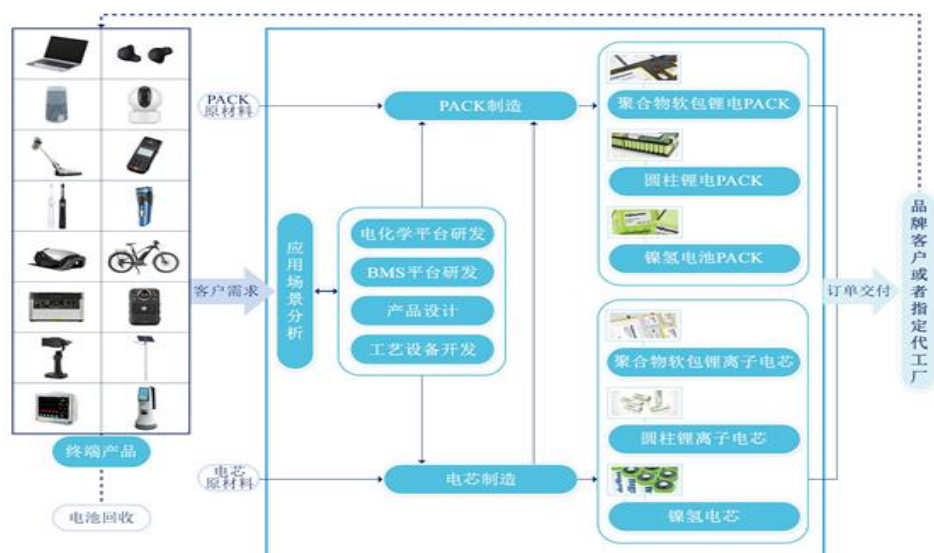 PACK
原材料
PACK制造
聚合物软包锂电PACK
圆柱锂电PACK
镍氢电池PACK
客户需求
应用场景分析
电化学平台研发
BMS平台研发
产品设计
工艺设备开发
订单交付
品牌客户或者指定代工厂
聚合物软包锂离子电芯
圆柱锂离子电芯
镍氢电芯
终端产品
电芯
原材料
电芯制造
电池回收